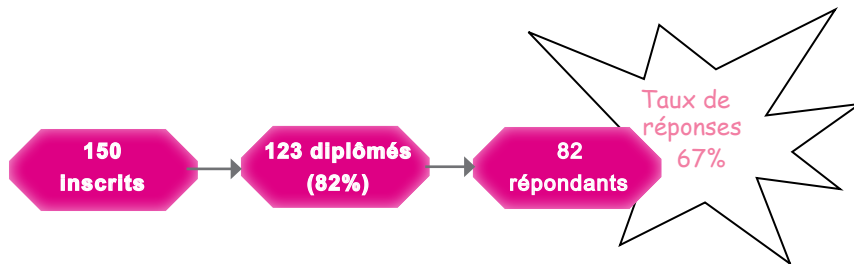 150
inscrits
123 diplômés
(82%)
82
répondants
Taux de
réponses
67%